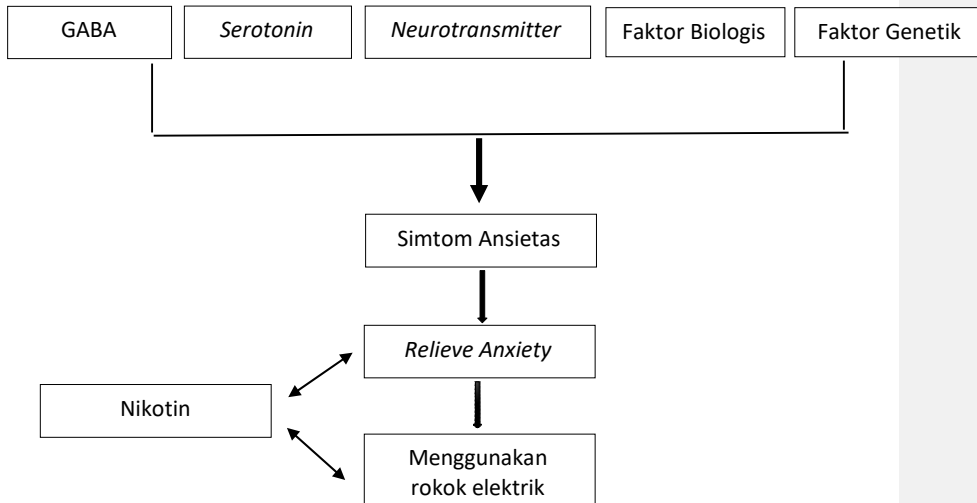 GABA
Serotonin
Neurotransmitter
Faktor Biologis
Faktor Genetik
Simtom Ansietas
Relieve Anxiety
Nikotin
Menggunakan
rokok elektrik